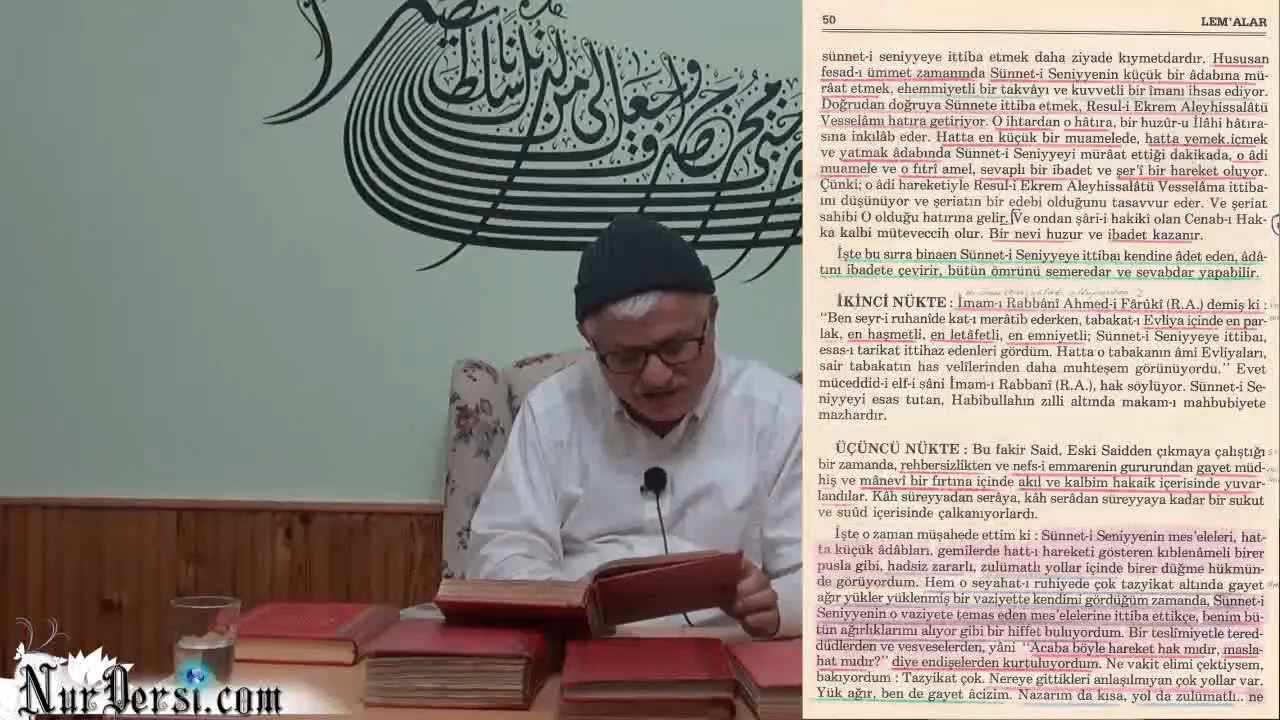 50 LEM'ALAR
sünnet-i seniyyeye ittiba etmek daha ziyade kıymetdardır. Hususan
fesad-ı ümmet zamanında Sünnet-i Seniyyenin küçük bir âdabına mü-
râat etmek, ehemmiyetli bir takvâyı ve kuvvetli bir îmanı ihsas ediyor.
Doğrudan doğruya Sünnete ittiba etmek, Resul-i Ekrem Aleyhissalâtü
Vesselâmı hatıra getiriyor. O ihtardan o hâtıra, bir huzûr-u İlâhi hâtıra-
sına inkılâb eder. Hatta en küçük bir muamelede, hatta yemek içmek
ve yatmak âdabında Sünnet-i Seniyyeyi mürâat ettiği dakikada, o âdi
muamele ve o fıtrî amel, sevaplı bir ibadet ve şer'î bir hareket oluyor.
Çünki; o âdi hareketiyle Resul-i Ekrem Aleyhissalâtü Vesselâma ittiba-
ını düşünüyor ve şeriatın bir edebi olduğunu tasavvur eder. Ve şeriat
sahibi O olduğu hatırına gelir. Ve ondan şâri-i hakiki olan Cenab-ı Hak-
ka kalbi müteveccih olur. Bir nevi huzur ve ibadet kazanır.
İşte bu sırra binaen Sünnet-i Seniyyeye ittibaı kendine âdet eden, âdâ-
tını ibadete çevirir, bütün ömrünü semeredar ve sevabdar yapabilir.
İKİNCİ NÜKTE : İmam-ı Rabbânî Ahmed-i Fârukî (R.A.) demiş ki :
"Ben seyr-i ruhanîde kat-ı merâtib ederken, tabakat-ı Evliya içinde en par-
lak, en haşmetli, en letâfetli, en emniyetli; Sünnet-i Seniyyeye ittibaı,
esas-ı tarikat ittihaz edenleri gördüm. Hatta o tabakanın âmi Evliyaları,
sair tabakatın has velîlerinden daha muhteşem görünüyordu." Evet
müceddid-i elf-i sâni İmam-ı Rabbanî (R.A.), hak söylüyor. Sünnet-i Se-
niyyeyi esas tutan, Habibullahın zılli altında makam-ı mahbubiyete
mazhardır.
ÜÇÜNCÜ NÜKTE : Bu fakir Said, Eski Saidden çıkmaya çalıştığı
bir zamanda, rehbersizlikten ve nefs-i emmarenin gururundan gayet müd-
hiş ve mânevî bir fırtına içinde akıl ve kalbim hakaik içerisinde yuvar-
landılar. Kâh süreyyadan serâya, kâh serâdan süreyyaya kadar bir sukut
ve suûd içerisinde çalkanıyorlardı.
İşte o zaman müşahede ettim ki : Sünnet-i Seniyyenin mes'eleleri, hat-
ta küçük âdâbları, gemilerde hatt-ı hareketi gösteren kıblenâmeli birer
pusla gibi, hadsiz zararlı, zulümatlı yollar içinde birer düğme hükmün-
de görüyordum. Hem o seyahat-ı ruhiyede çok tazyikat altında gayet
ağır yükler yüklenmiş bir vaziyette kendimi gördüğüm zamanda, Sünnet-i
Seniyyenin o vaziyete temas eden mes'elelerine ittiba ettikçe, benim bü-
tün ağırlıklarımı alıyor gibi bir hiffet buluyordum. Bir teslîmiyetle tered-
düdlerden ve vesveselerden, yâni "Acaba böyle hareket hak mıdır, masla-
hat mıdır?" diye endişelerden kurtuluyordum. Ne vakit elimi çektiysem,
bakıyordum : Tazyikat çok. Nereye gittikleri anlaşılmıyan çok yollar var.
Yük ağır, ben de gayet âcizim. Nazarım da kısa, yol da zulümatlı.. ne
NurDersi.com